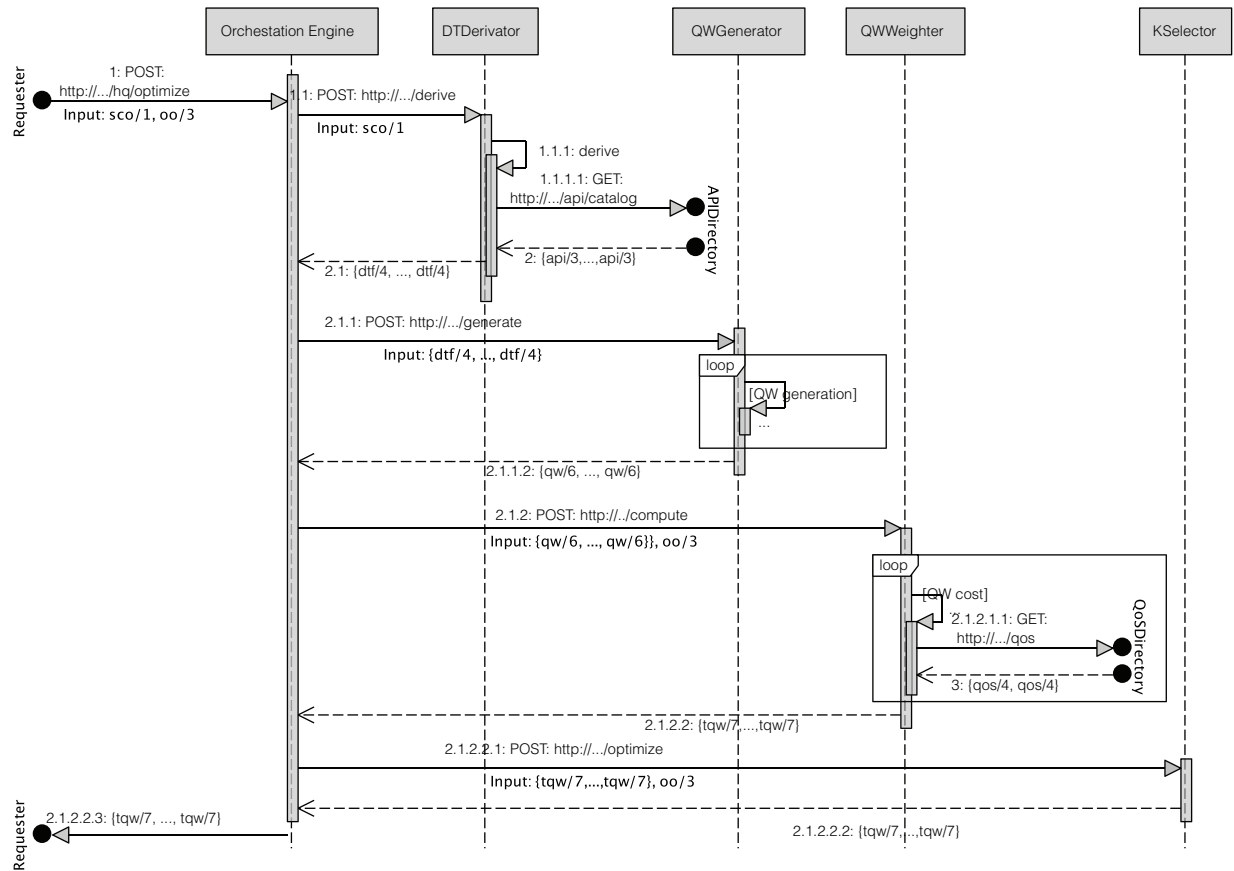 Orchestation Engine
DTDerivator
QWGenerator
QWWeighter
KSelector
Requester
1: POST:
http://.../hq/optimize
Input: sco/1, oo/3
1.1: POST: http://.../derive
Input: sco/1
1.1.1: derive
1.1.1.1: GET:
http://.../api/catalog
APIDirectory
2: {api/3,...,api/3}
2.1: {dtf/4, ..., dtf/4}
2.1.1: POST: http://.../generate
Input: {dtf/4, ..., dtf/4}
loop
[QW generation]
...
2.1.1.2: {qw/6, ..., qw/6}
2.1.2: POST: http://../compute
Input: {qw/6, ..., qw/6}}, oo/3
loop
[QW cost]
...
2.1.2.1.1: GET:
http://.../qos
QoSDirectory
3: {qos/4, qos/4}
2.1.2.2: {tqw/7,...,tqw/7}
2.1.2.2.1: POST: http://.../optimize
Input: {tqw/7,...,tqw/7}, oo/3
Requester
2.1.2.2.3: {tqw/7, ..., tqw/7}
2.1.2.2.2: {tqw/7,...,tqw/7}